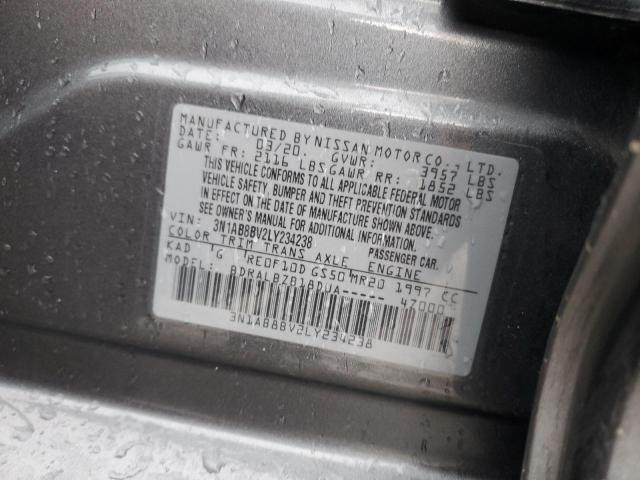 MANUFACTURED BY NISSAN MOTOR CO., LTD.
DATE: 03/20 GVWR: 3957 LBS
GAWR FR: 2116 LBS GAWR RR: 1852 LBS
THIS VEHICLE CONFORMS TO ALL APPLICABLE FEDERAL MOTOR
VEHICLE SAFETY, BUMPER AND THEFT PREVENTION STANDARDS
IN EFFECT ON THE DATE OF MANUFACTURE SHOWN ABOVE.
SEE OWNER'S MANUAL FOR ADDITIONAL INFORMATION.
VIN: 3N1AB8BV2LY234238 PASSENGER CAR.
COLOR TRIM TRANS AXLE ENGINE
KAD G RE0F10D GS50 MR20 1997 CC
MODEL: BDRALBZB18DUA----- 47000
3N1AB8BV2LY234238